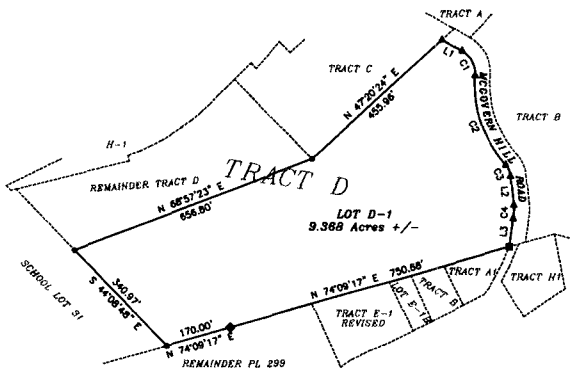 TRACT A
TRACT C
L1
C1
N 47°20'24" E
455.96'
MCGOVERN HILL ROAD
TRACT B
C2
H-1
TRACT D
REMAINDER TRACT D
N 68°57'23" E
656.80'
C3
L2
C4
L3
LOT D-1
9.368 Acres +/-
SCHOOL LOT 31
340.97'
S 44°08'48" E
N 74°09'17" E 750.88'
TRACT A1
TRACT H1
TRACT B
LOT E-1B
TRACT E-1
REVISED
170.00'
N 74°09'17" E
REMAINDER PL 299